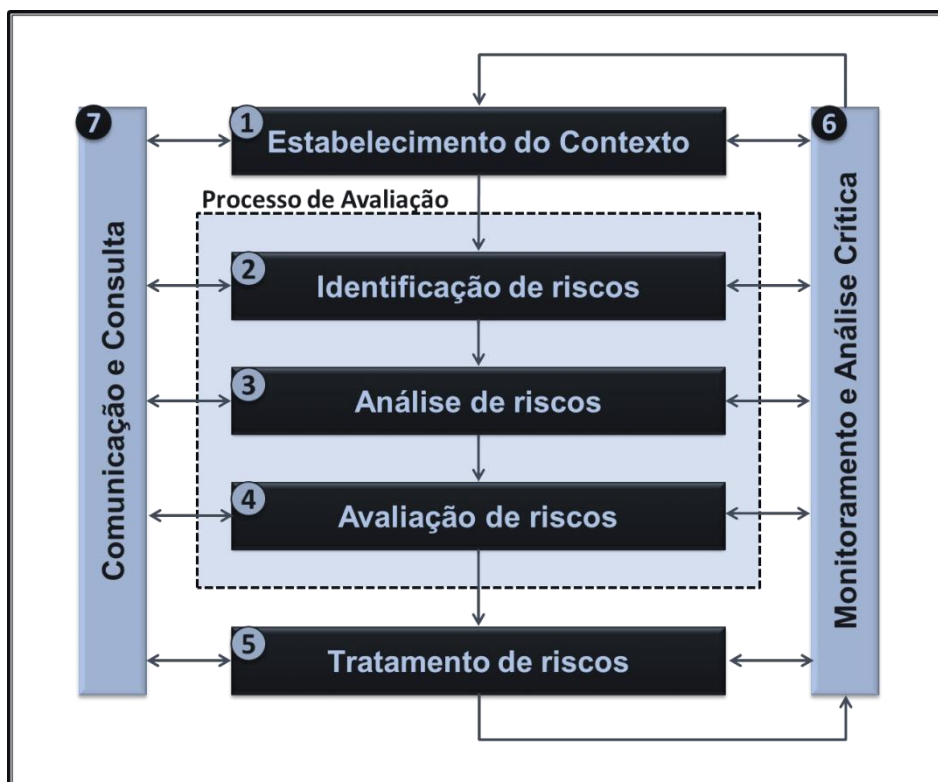 7
Comunicação e Consulta
1
Estabelecimento do Contexto
Processo de Avaliação
2
Identificação de riscos
3
Análise de riscos
4
Avaliação de riscos
5
Tratamento de riscos
6
Monitoramento e Análise Crítica